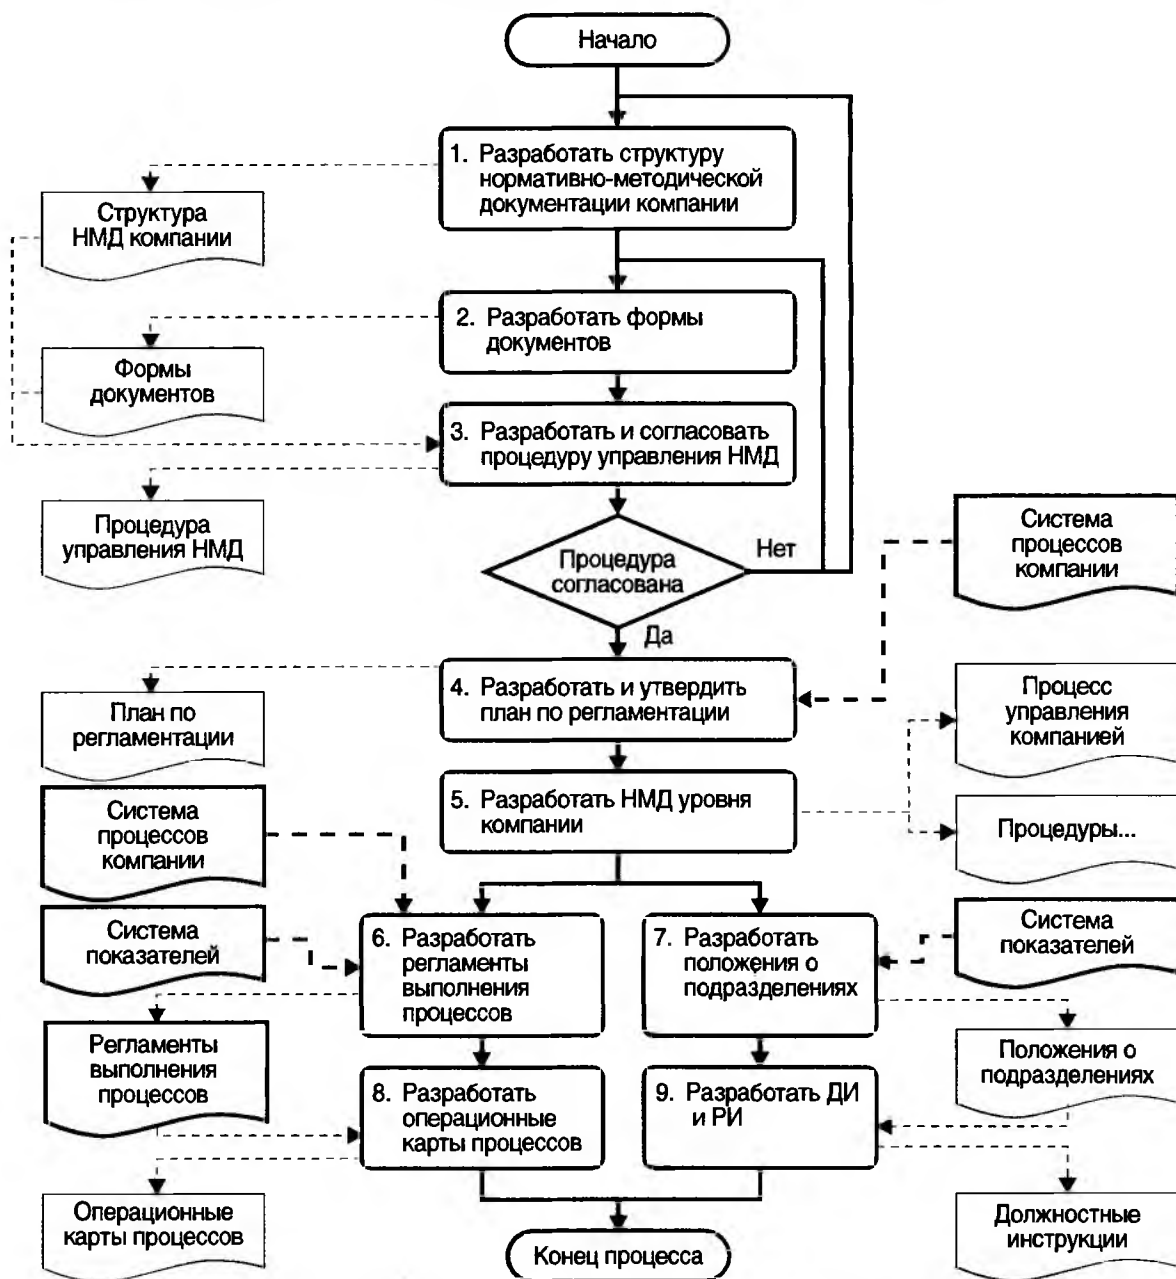 Начало
1. Разработать структуру
нормативно-методической
документации компании
Структура
НМД компании
2. Разработать формы
документов
Формы
документов
3. Разработать и согласовать
процедуру управления НМД
Процедура
управления НМД
Процедура
согласована
Нет
Да
Система
процессов
компании
4. Разработать и утвердить
план по регламентации
План по
регламентации
Процесс
управления
компанией
5. Разработать НМД уровня
компании
Процедуры...
Система
процессов
компании
Система
показателей
6. Разработать
регламенты
выполнения
процессов
7. Разработать
положения о
подразделениях
Система
показателей
Регламенты
выполнения
процессов
8. Разработать
операционные
карты процессов
9. Разработать ДИ
и РИ
Положения о
подразделениях
Операционные
карты процессов
Конец процесса
Должностные
инструкции